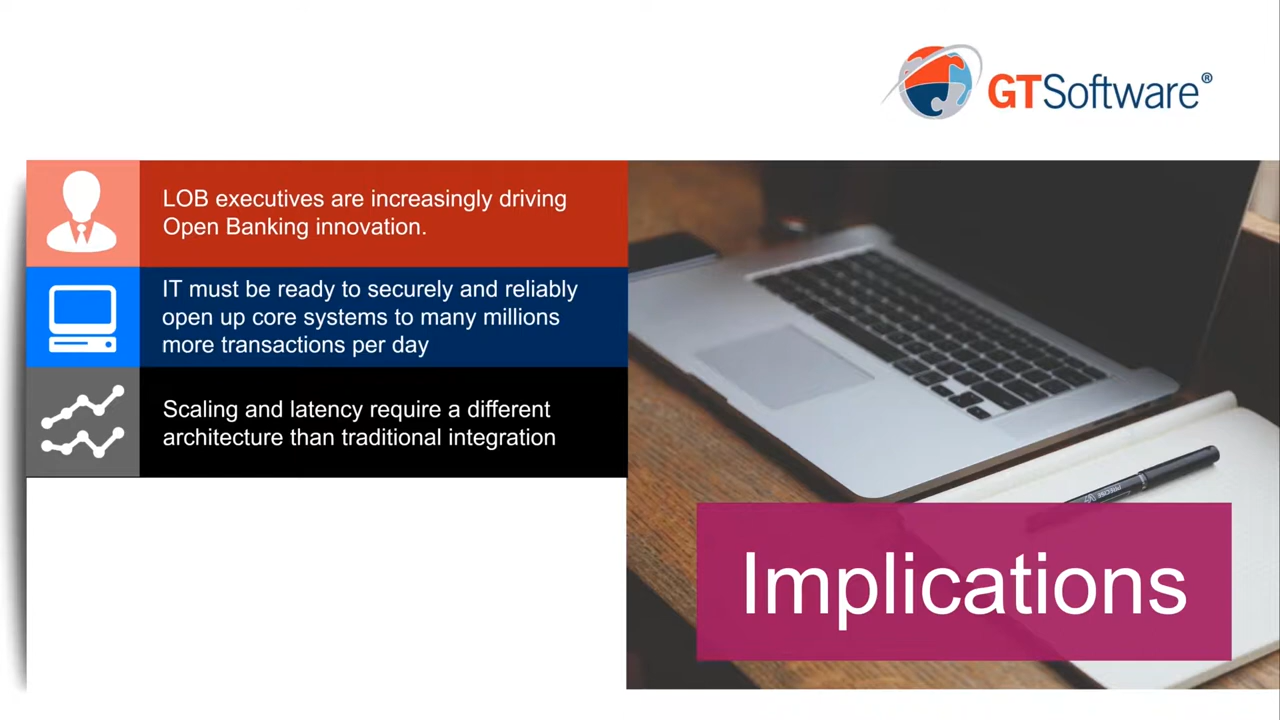 GTSoftware®
LOB executives are increasingly driving
Open Banking innovation.
IT must be ready to securely and reliably
open up core systems to many millions
more transactions per day
Scaling and latency require a different
architecture than traditional integration
PRECISE V5
Implications